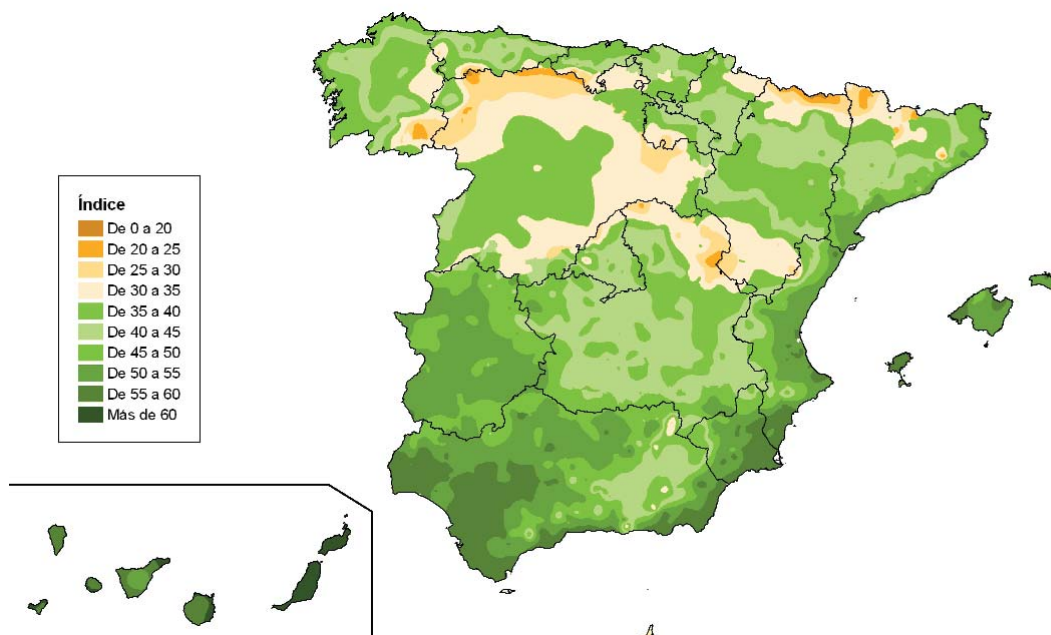 Índice
De 0 a 20
De 20 a 25
De 25 a 30
De 30 a 35
De 35 a 40
De 40 a 45
De 45 a 50
De 50 a 55
De 55 a 60
Más de 60